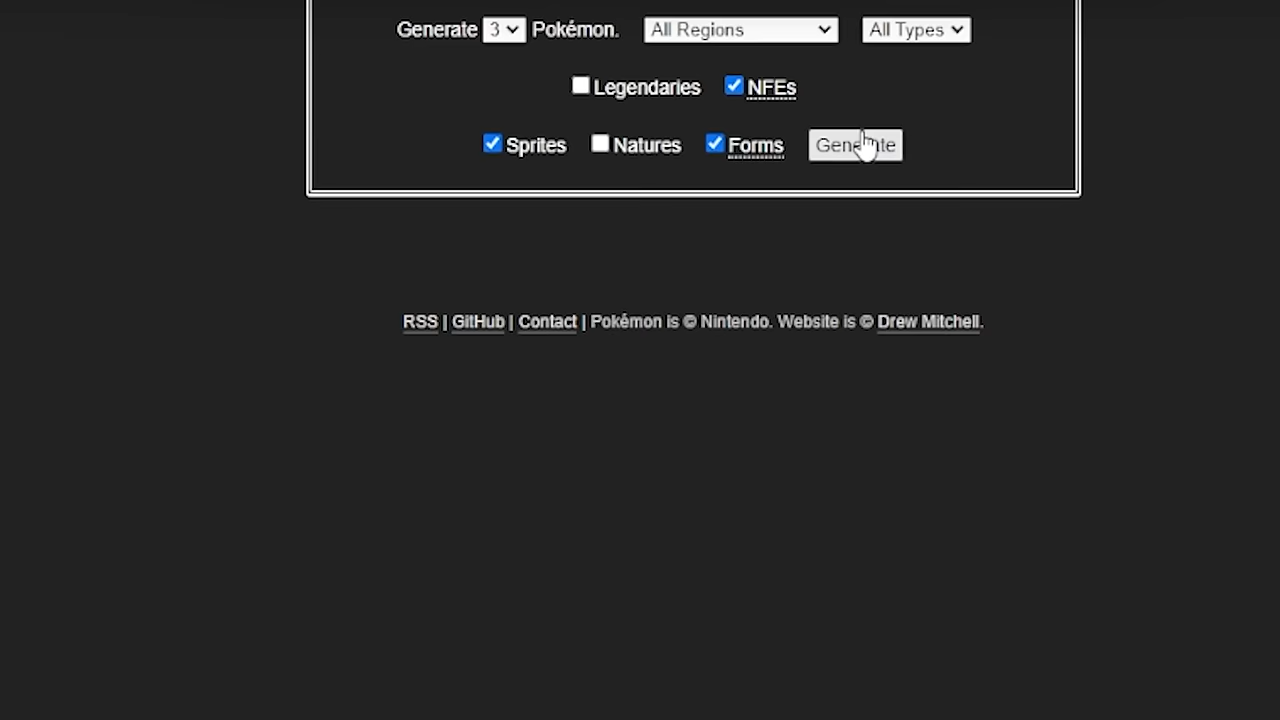 Generate 3 Pokémon. All Regions All Types
Legendaries NFEs
Sprites Natures Forms Generate
RSS | GitHub | Contact | Pokémon is © Nintendo. Website is © Drew Mitchell.